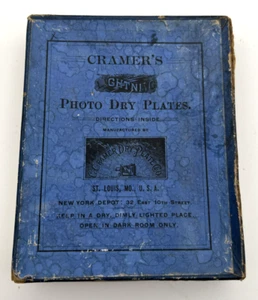 CRAMER'S
PHOTO DRY PLATES.
DIRECTIONS INSIDE.
MANUFACTURED BY
ST. LOUIS, MO., U. S. A.
NEW YORK DEPOT: 32 EAST 10TH STREET.
KEEP IN A DRY, DIMLY LIGHTED PLACE.
OPEN IN DARK ROOM ONLY.